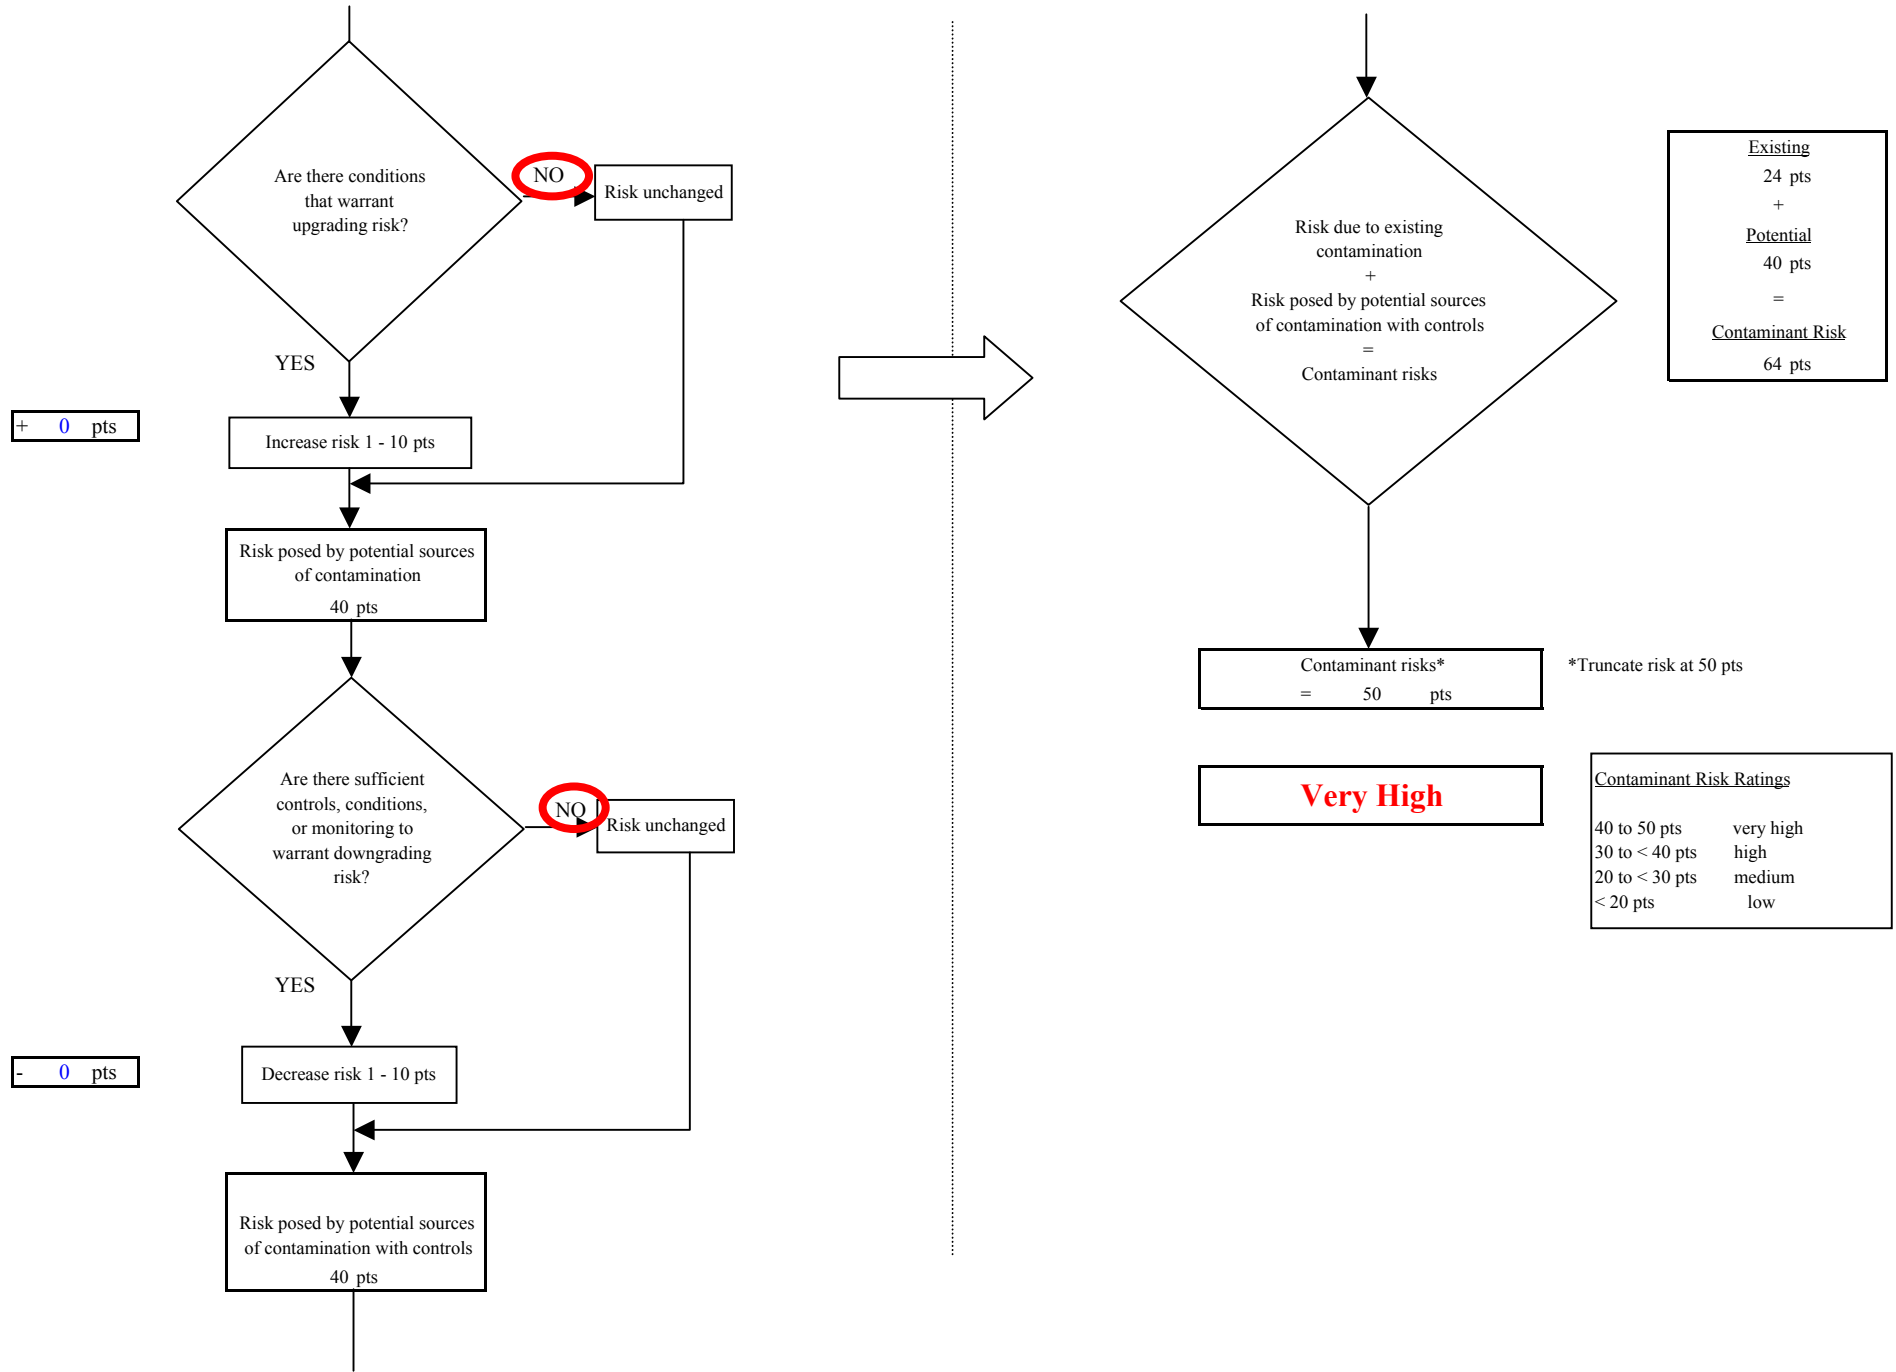 Are there conditions
that warrant
upgrading risk?
NO
Risk unchanged
YES
+ 0 pts
Increase risk 1 - 10 pts
Risk posed by potential sources
of contamination
40 pts
Are there sufficient
controls, conditions,
or monitoring to
warrant downgrading
risk?
NO
Risk unchanged
YES
- 0 pts
Decrease risk 1 - 10 pts
Risk posed by potential sources
of contamination with controls
40 pts
Risk due to existing
contamination
+
Risk posed by potential sources
of contamination with controls
=
Contaminant risks
Existing
24 pts
+
Potential
40 pts
=
Contaminant Risk
64 pts
Contaminant risks*
= 50 pts
*Truncate risk at 50 pts
Very High
Contaminant Risk Ratings
40 to 50 pts very high
30 to < 40 pts high
20 to < 30 pts medium
< 20 pts low